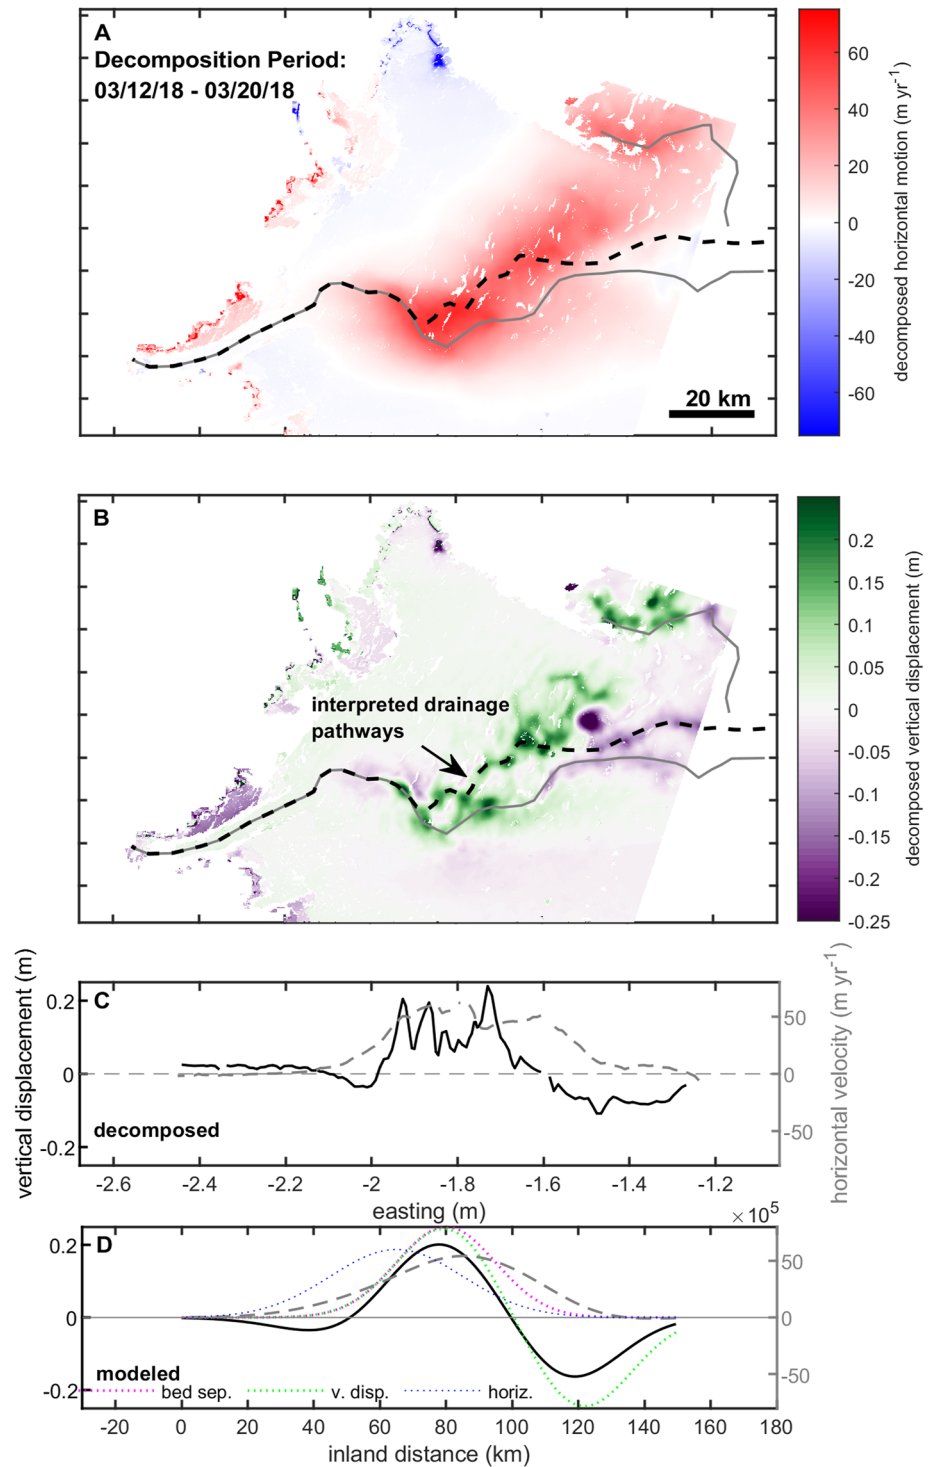 A
Decomposition Period:
03/12/18 - 03/20/18
20 km
60
40
20
0
-20
-40
-60
decomposed horizontal motion (m yr-1)
B
interpreted drainage
pathways
0.2
0.15
0.1
0.05
0
-0.05
-0.1
-0.15
-0.2
-0.25
decomposed vertical displacement (m)
C
decomposed
0.2
0
-0.2
vertical displacement (m)
50
0
-50
horizontal velocity (m yr-1)
-2.6 -2.4 -2.2 -2 -1.8 -1.6 -1.4 -1.2
easting (m)
×105
D
modeled
bed sep. v. disp. horiz.
0.2
0
-0.2
50
0
-50
-20 0 20 40 60 80 100 120 140 160 180
inland distance (km)